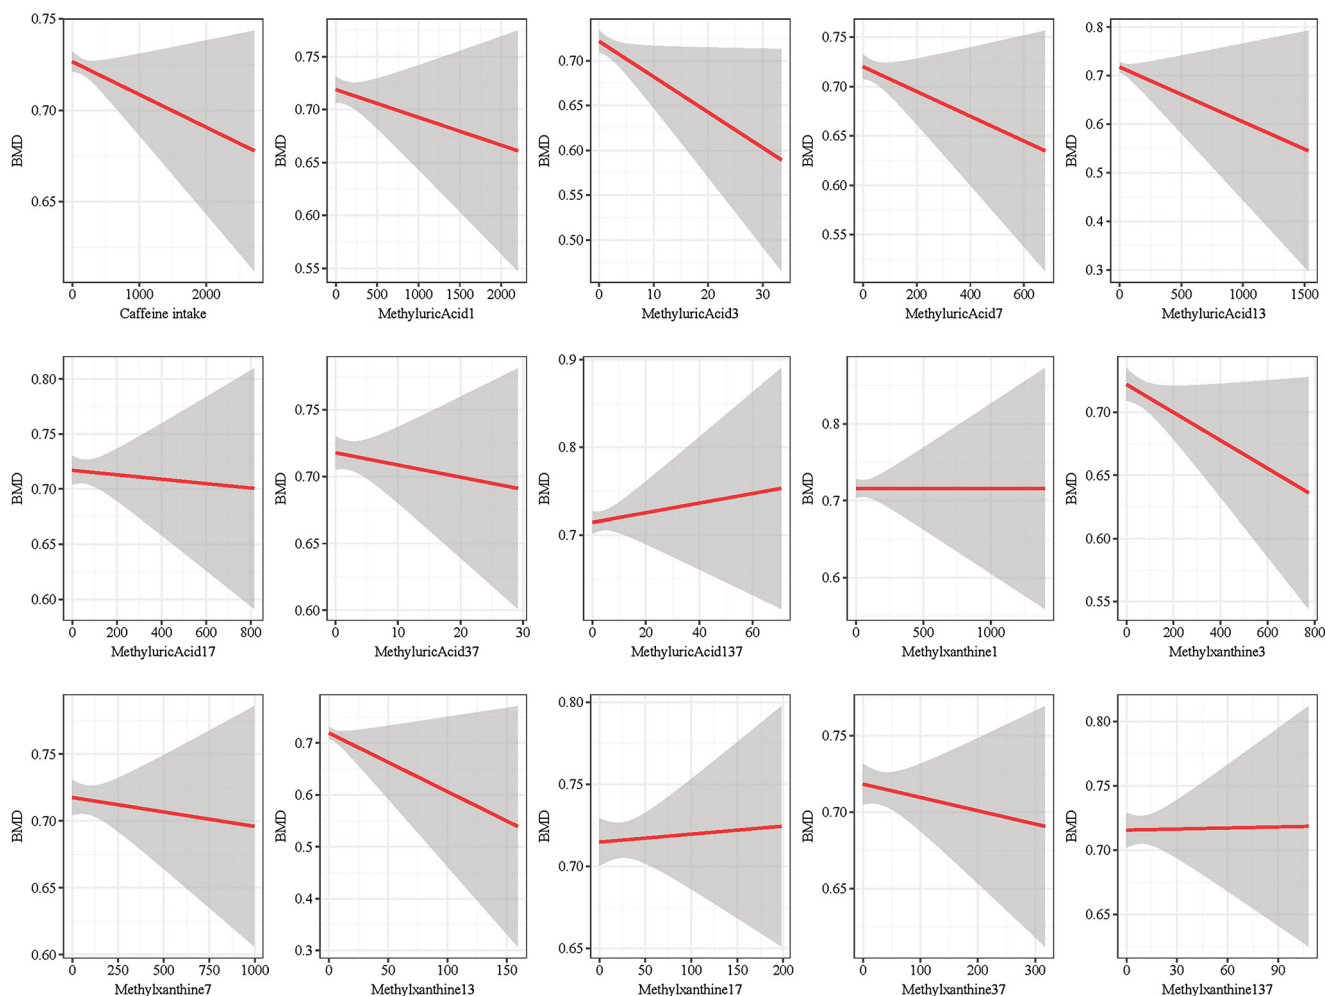 BMD
0.75
0.70
0.65
0 1000 2000
Caffeine intake
BMD
0.75
0.70
0.65
0.60
0.55
0 500 1000 1500 2000
MethyluricAcid1
BMD
0.70
0.65
0.60
0.55
0.50
0 10 20 30
MethyluricAcid3
BMD
0.75
0.70
0.65
0.60
0.55
0 200 400 600
MethyluricAcid7
BMD
0.8
0.7
0.6
0.5
0.4
0.3
0 500 1000 1500
MethyluricAcid13
BMD
0.80
0.75
0.70
0.65
0.60
0 200 400 600 800
MethyluricAcid17
BMD
0.75
0.70
0.65
0.60
0 10 20 30
MethyluricAcid37
BMD
0.9
0.8
0.7
0 20 40 60
MethyluricAcid137
BMD
0.8
0.7
0.6
0 500 1000
Methylxanthine1
BMD
0.70
0.65
0.60
0.55
0 200 400 600 800
Methylxanthine3
BMD
0.75
0.70
0.65
0.60
0 250 500 750 1000
Methylxanthine7
BMD
0.7
0.6
0.5
0.4
0.3
0 50 100 150
Methylxanthine13
BMD
0.80
0.75
0.70
0.65
0 50 100 150 200
Methylxanthine17
BMD
0.75
0.70
0.65
0 100 200 300
Methylxanthine37
BMD
0.80
0.75
0.70
0.65
0 30 60 90
Methylxanthine137